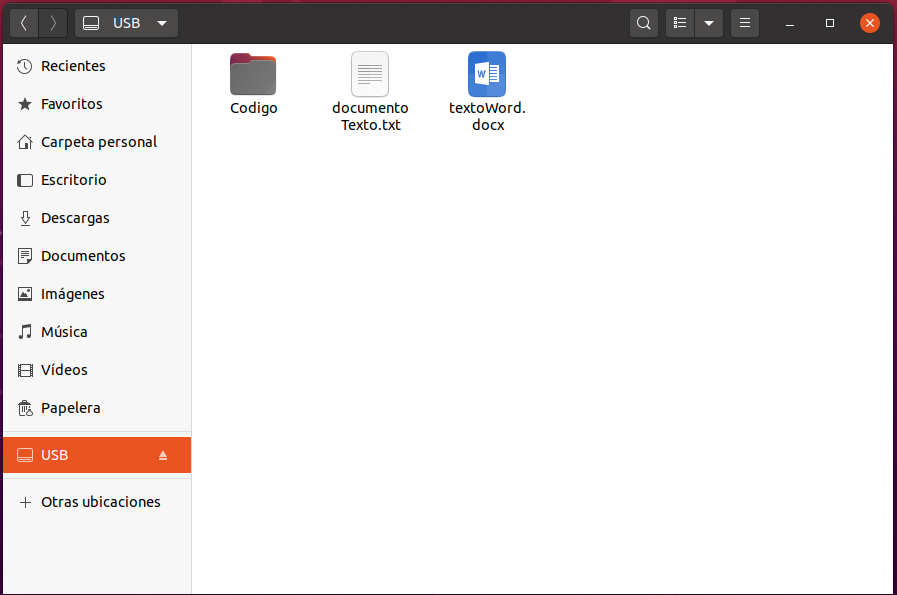 USB
Recientes
Favoritos
Carpeta personal
Escritorio
Descargas
Documentos
Imágenes
Música
Vídeos
Papelera
USB
Otras ubicaciones
Codigo
documento
Texto.txt
W
textoWord.
docx